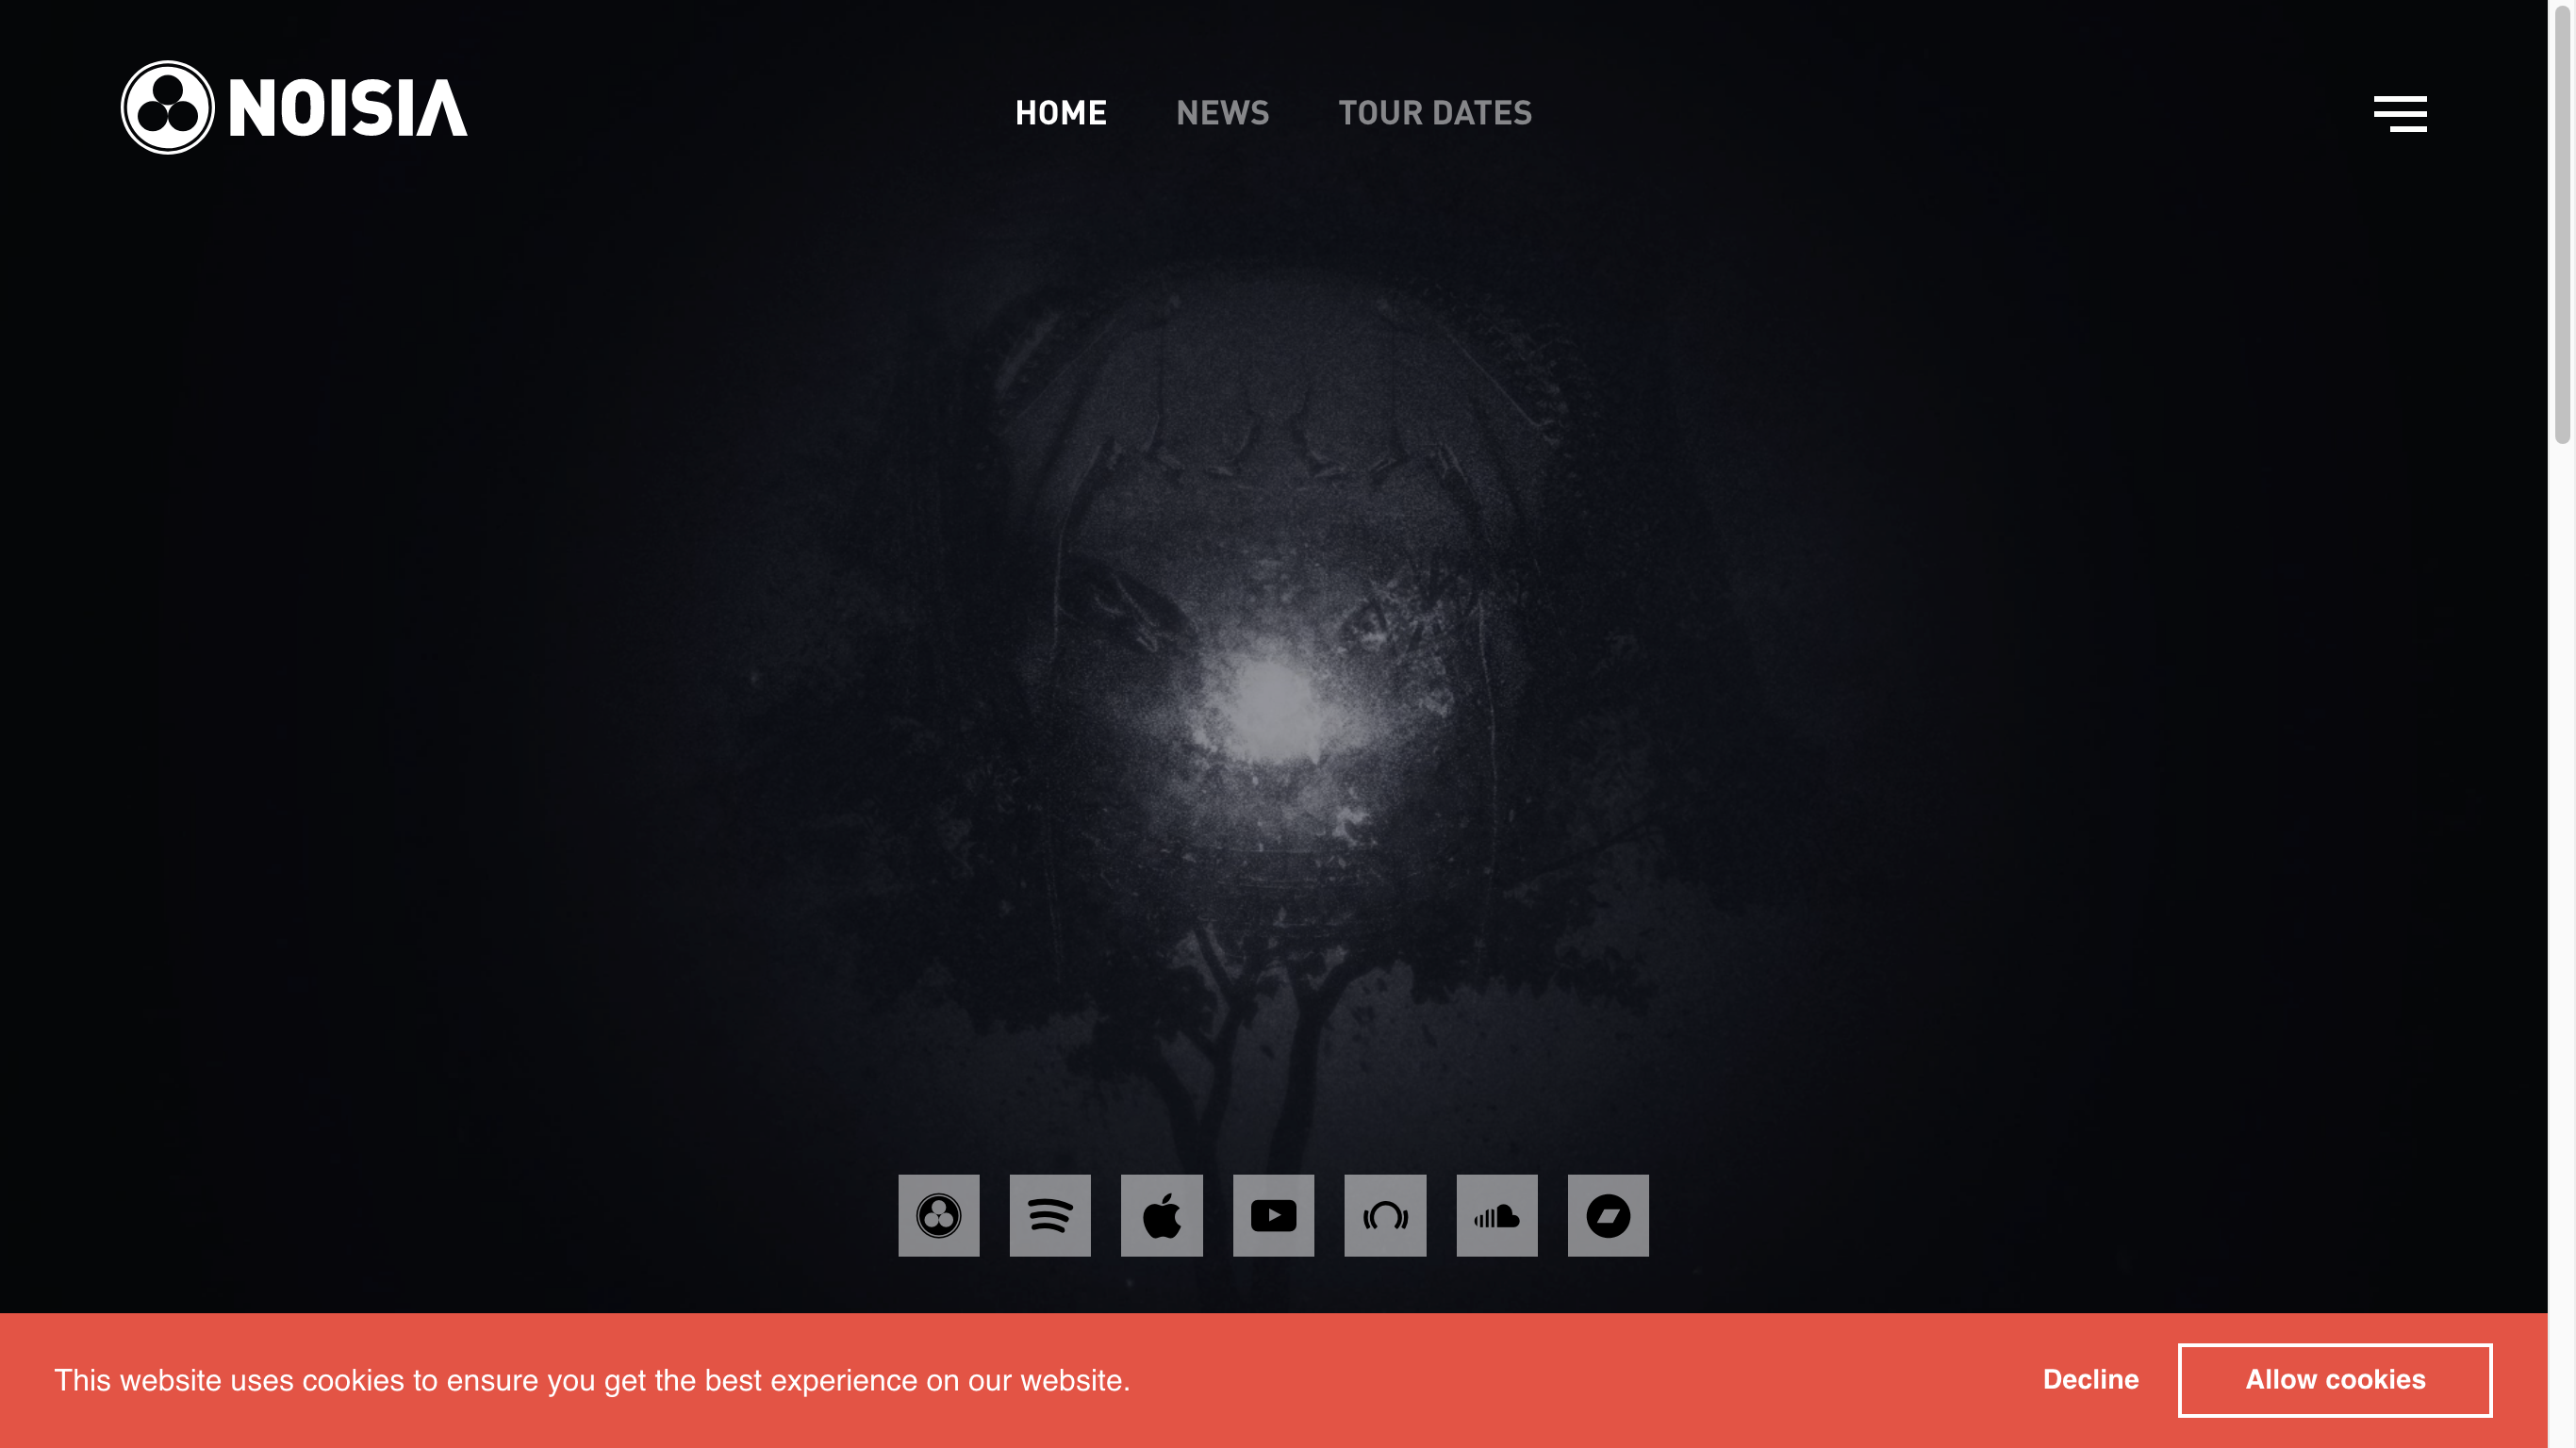 NOISIA
HOME NEWS TOUR DATES
This website uses cookies to ensure you get the best experience on our website. Decline Allow cookies